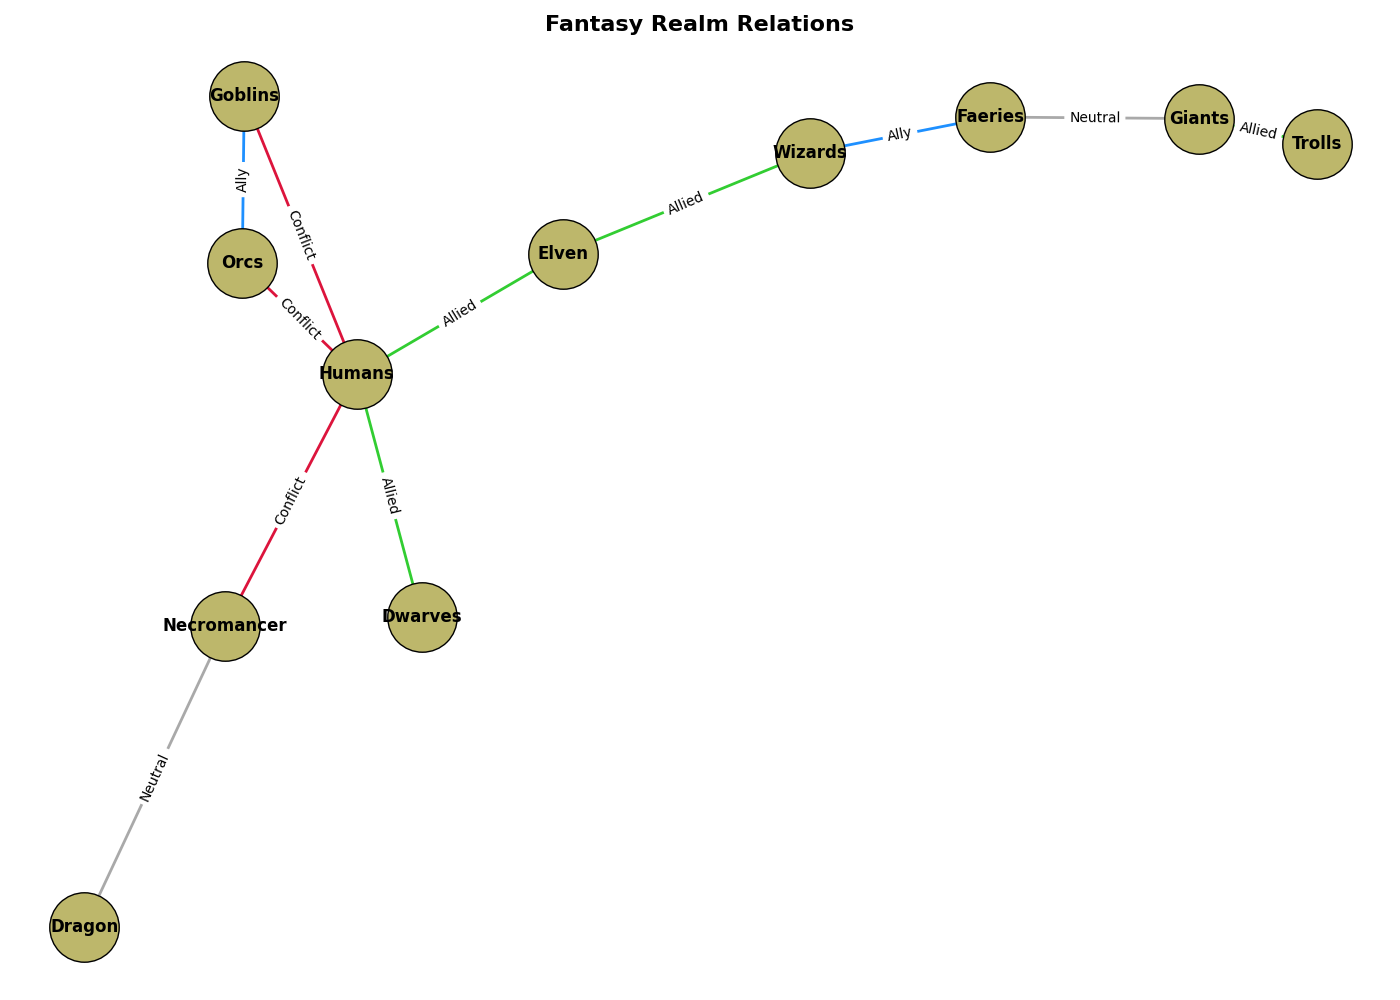 Fantasy Realm Relations
Goblins
Faeries
Neutral
Giants
Allied
Trolls
Ally
Wizards
Ally
Allied
Conflict
Elven
Orcs
Conflict
Allied
Humans
Conflict
Allied
Dwarves
Necromancer
Neutral
Dragon